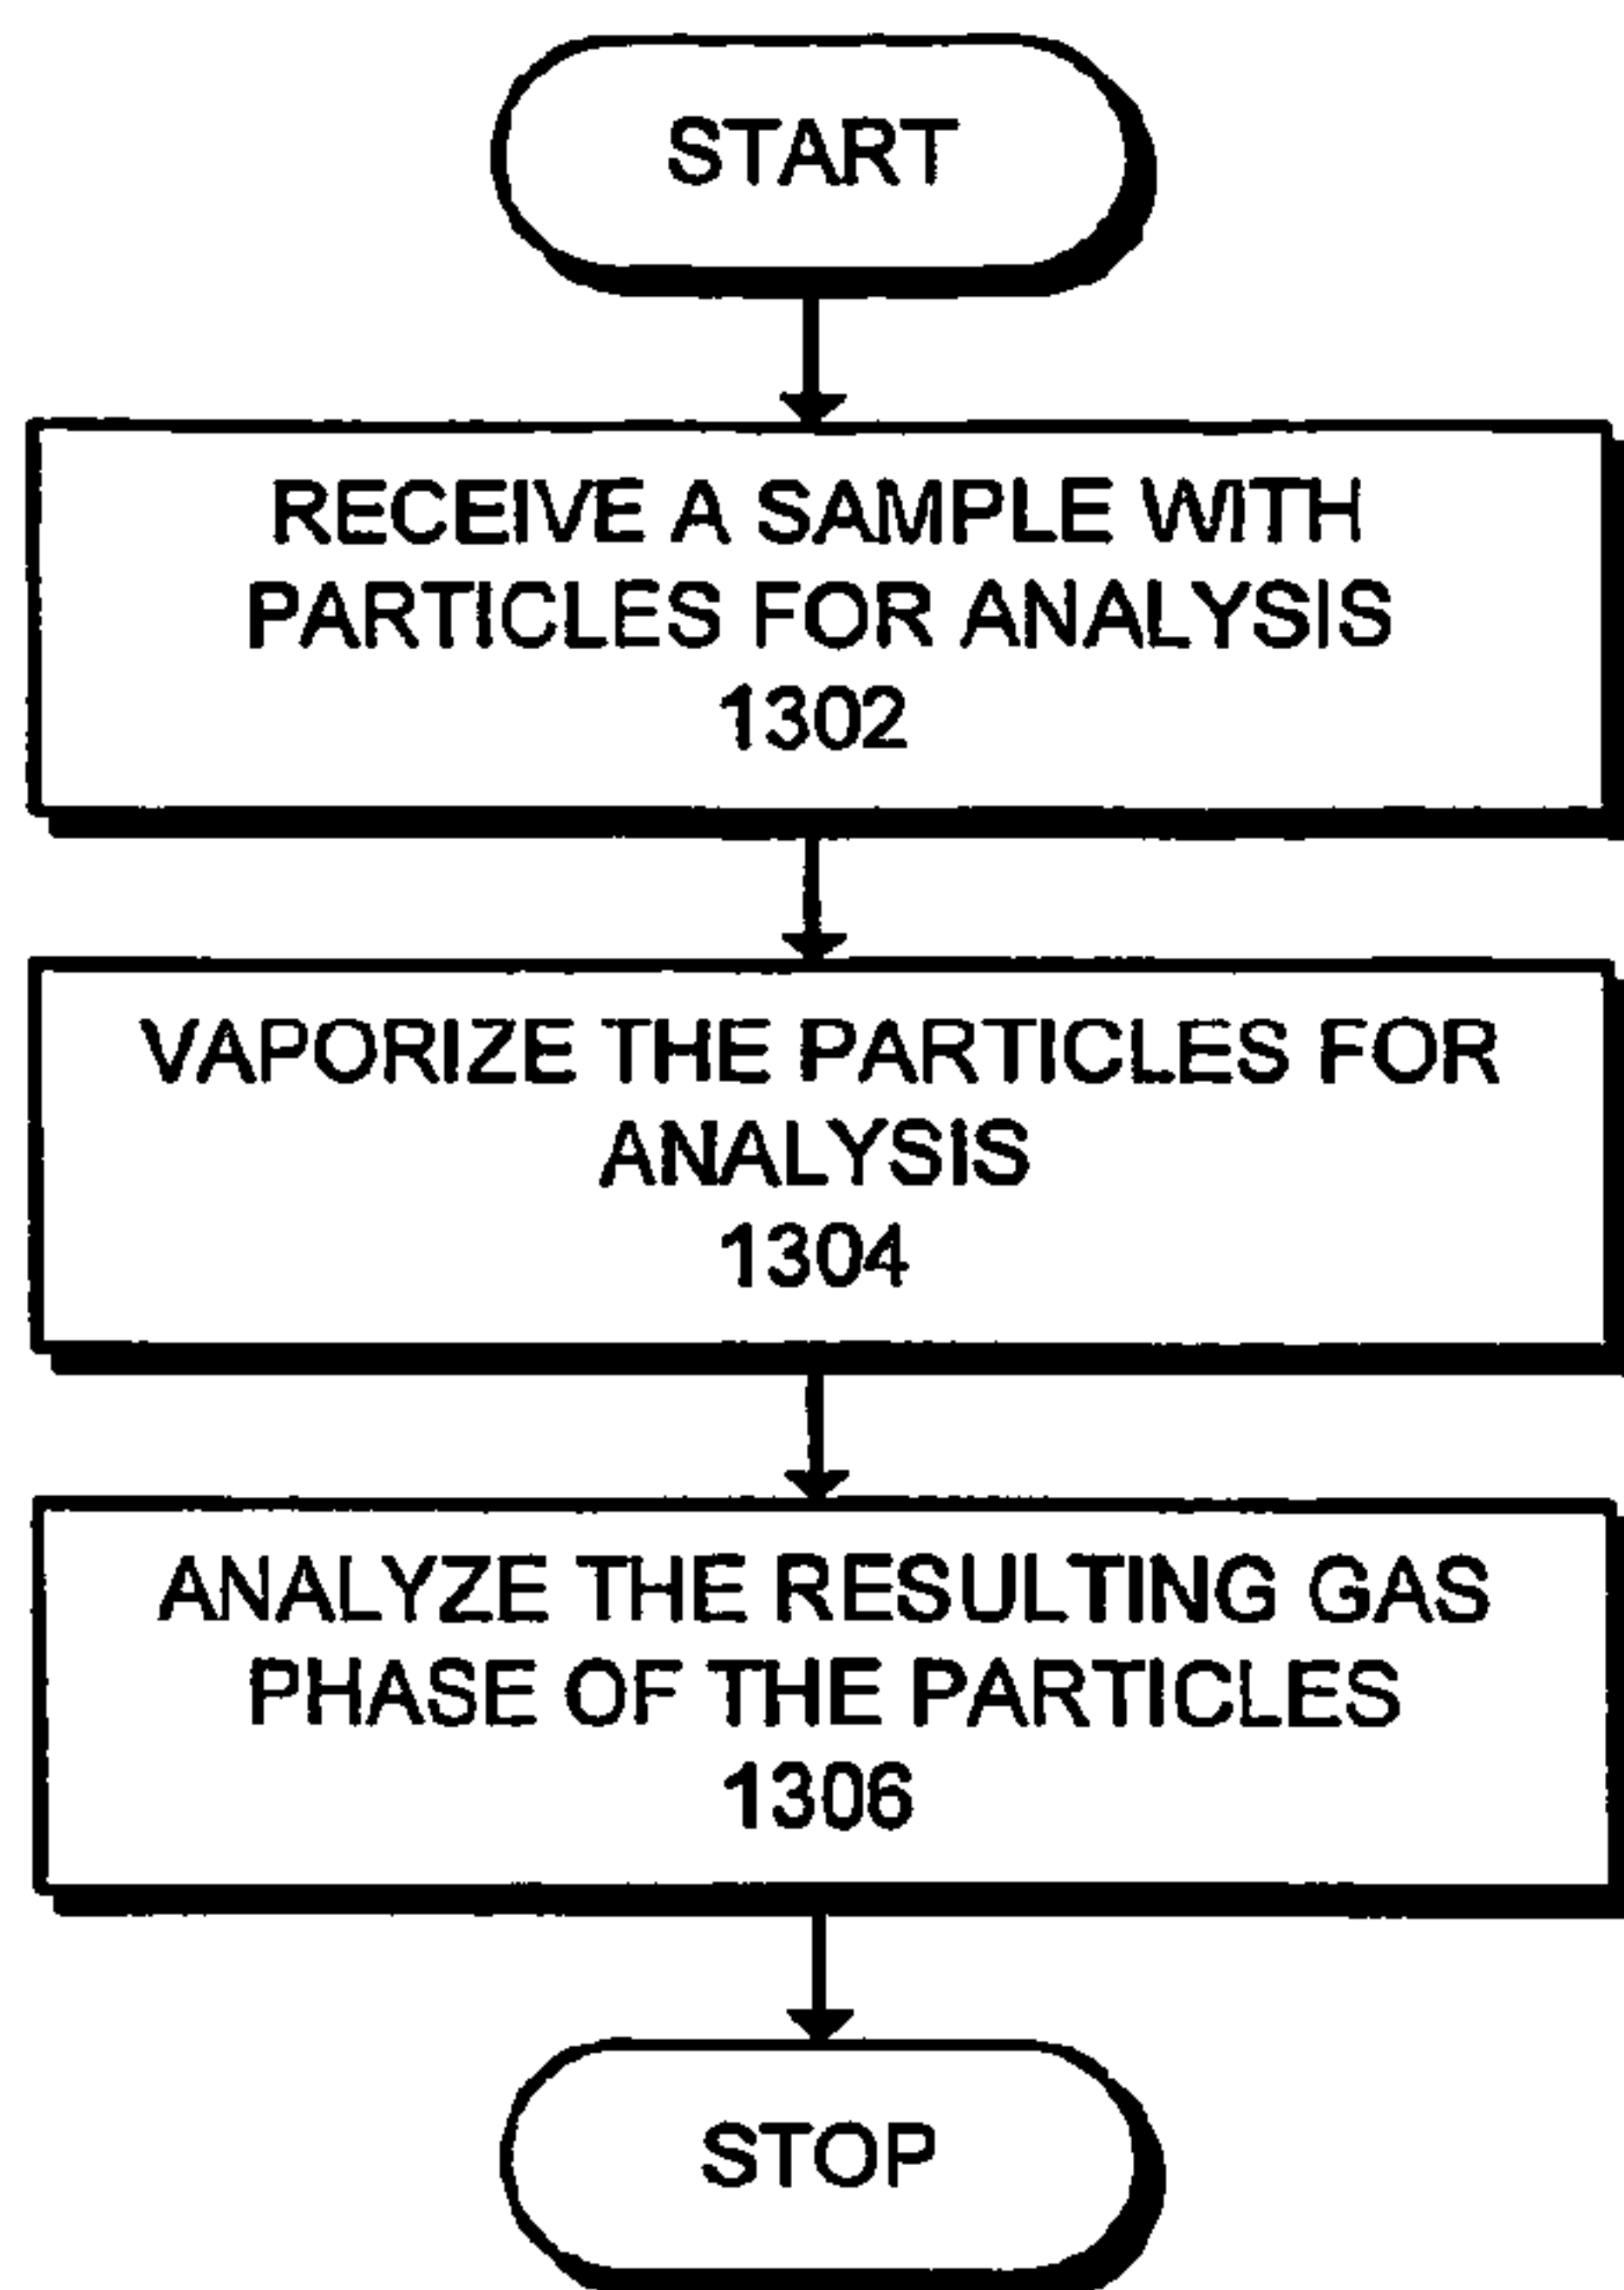 START
RECEIVE A SAMPLE WITH
PARTICLES FOR ANALYSIS
1302
VAPORIZE THE PARTICLES FOR
ANALYSIS
1304
ANALYZE THE RESULTING GAS
PHASE OF THE PARTICLES
1306
STOP